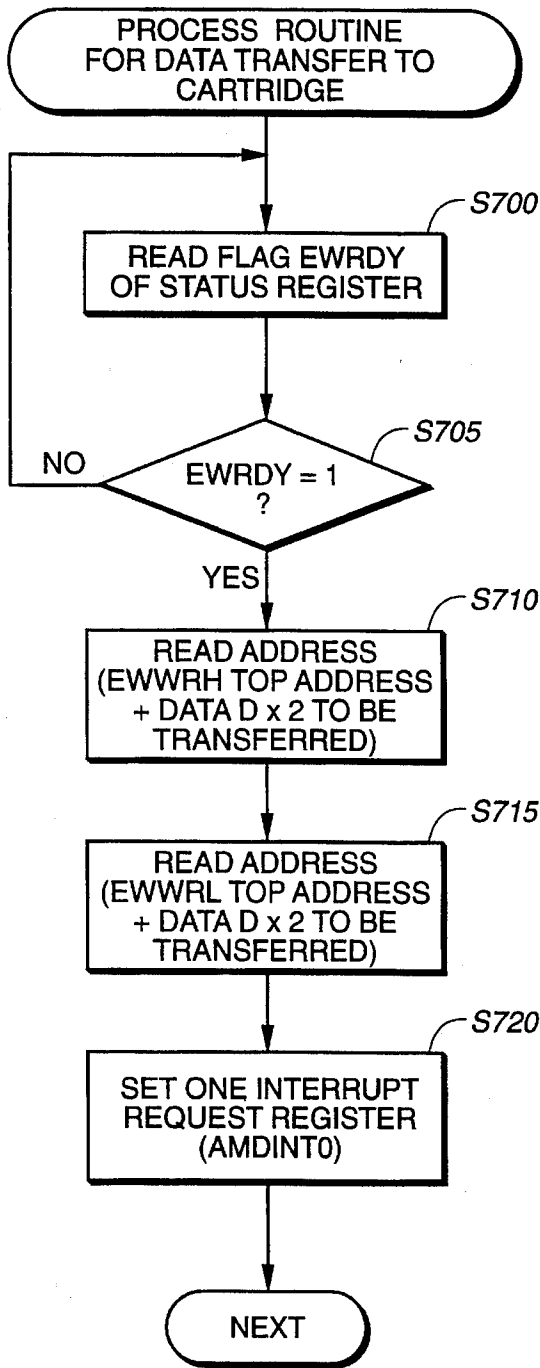 PROCESS ROUTINE
FOR DATA TRANSFER TO
CARTRIDGE
S700
READ FLAG EWRDY
OF STATUS REGISTER
S705
NO
EWRDY = 1
?
YES
S710
READ ADDRESS
(EWWRH TOP ADDRESS
+ DATA D x 2 TO BE
TRANSFERRED)
S715
READ ADDRESS
(EWWRL TOP ADDRESS
+ DATA D x 2 TO BE
TRANSFERRED)
S720
SET ONE INTERRUPT
REQUEST REGISTER
(AMDINT0)
NEXT